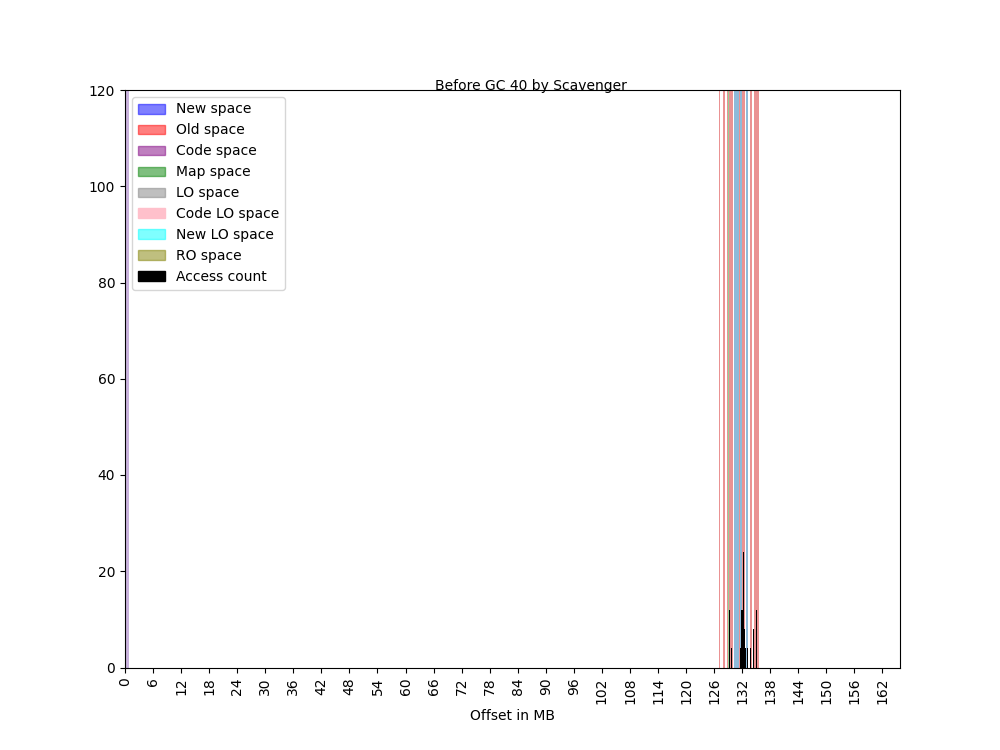 Before GC 40 by Scavenger
120
100
80
60
40
20
0
New space
Old space
Code space
Map space
LO space
Code LO space
New LO space
RO space
Access count
0 6 12 18 24 30 36 42 48 54 60 66 72 78 84 90 96 102 108 114 120 126 132 138 144 150 156 162
Offset in MB